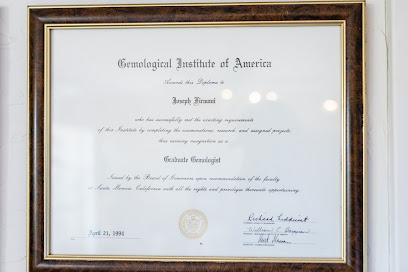 Gemological Institute of America
Awards this Diploma to
Joseph
who has successfully met the exacting requirements
of this Institute by completing the examinations, research, and assigned projects,
thus earning recognition as a
Graduate Gemologist
Issued by the Board of Governors upon recommendation of the faculty
at Santa Monica, California with all the rights and privileges thereunto appertaining.
April 21, 1994
Richard
William C.